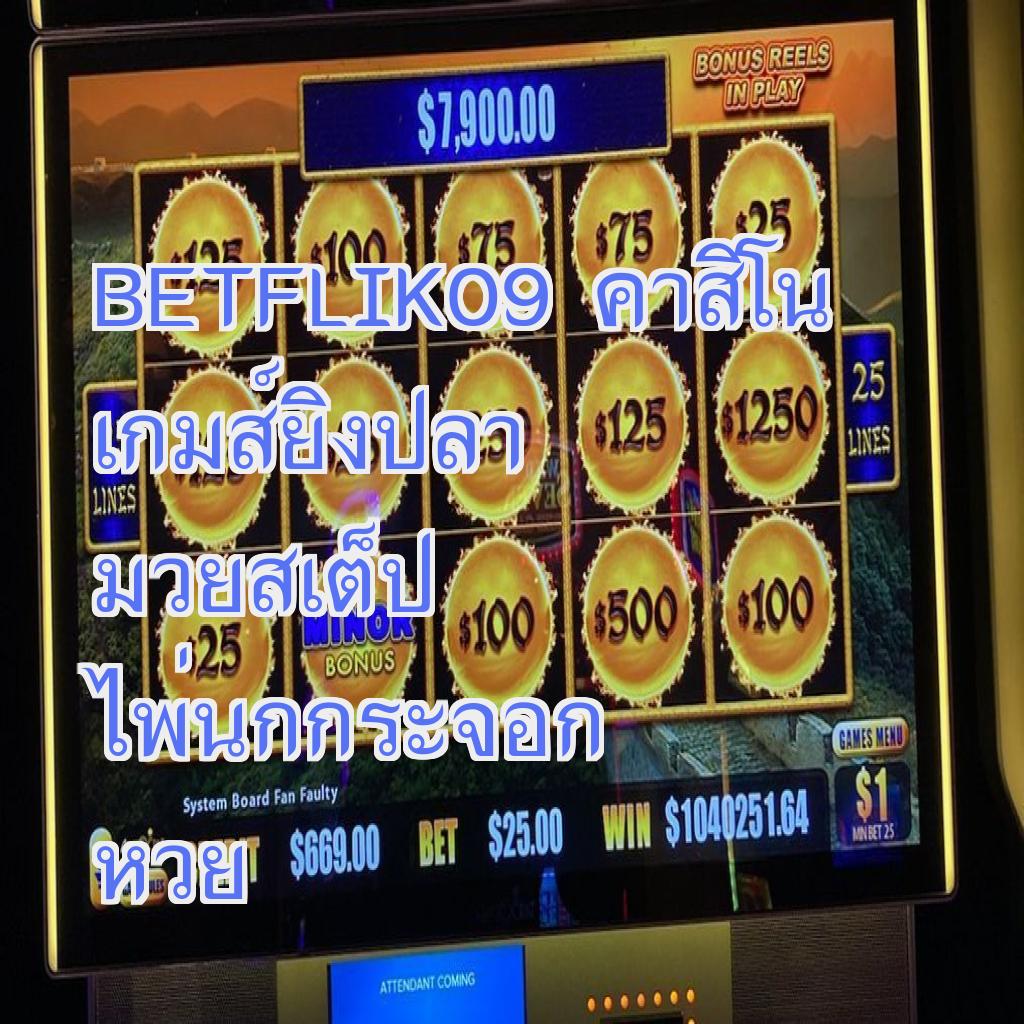 BONUS REELS
IN PLAY
$7,900.00
$125 $100 $75 $75 $25
BETFLIK09 คาสิโน
เกมส์ยิงปลา
$125 $1250
25
LINES
LINES
มวยสเต็ป
$25
MINOR
BONUS
$100 $500 $100
ไพ่นกกระจอก
GAMES MENU
System Board Fan Faulty
$669.00 BET $25.00 WIN $1040251.64
$1
MIN BET 25
หวย
ATTENDANT COMING